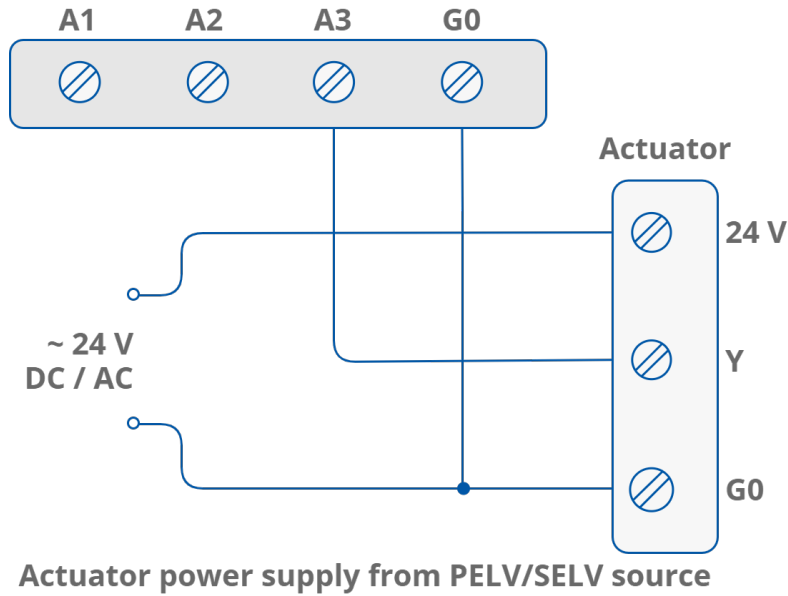 A1 A2 A3 G0
Actuator
24 V
~ 24 V
DC / AC
Y
G0
Actuator power supply from PELV/SELV source